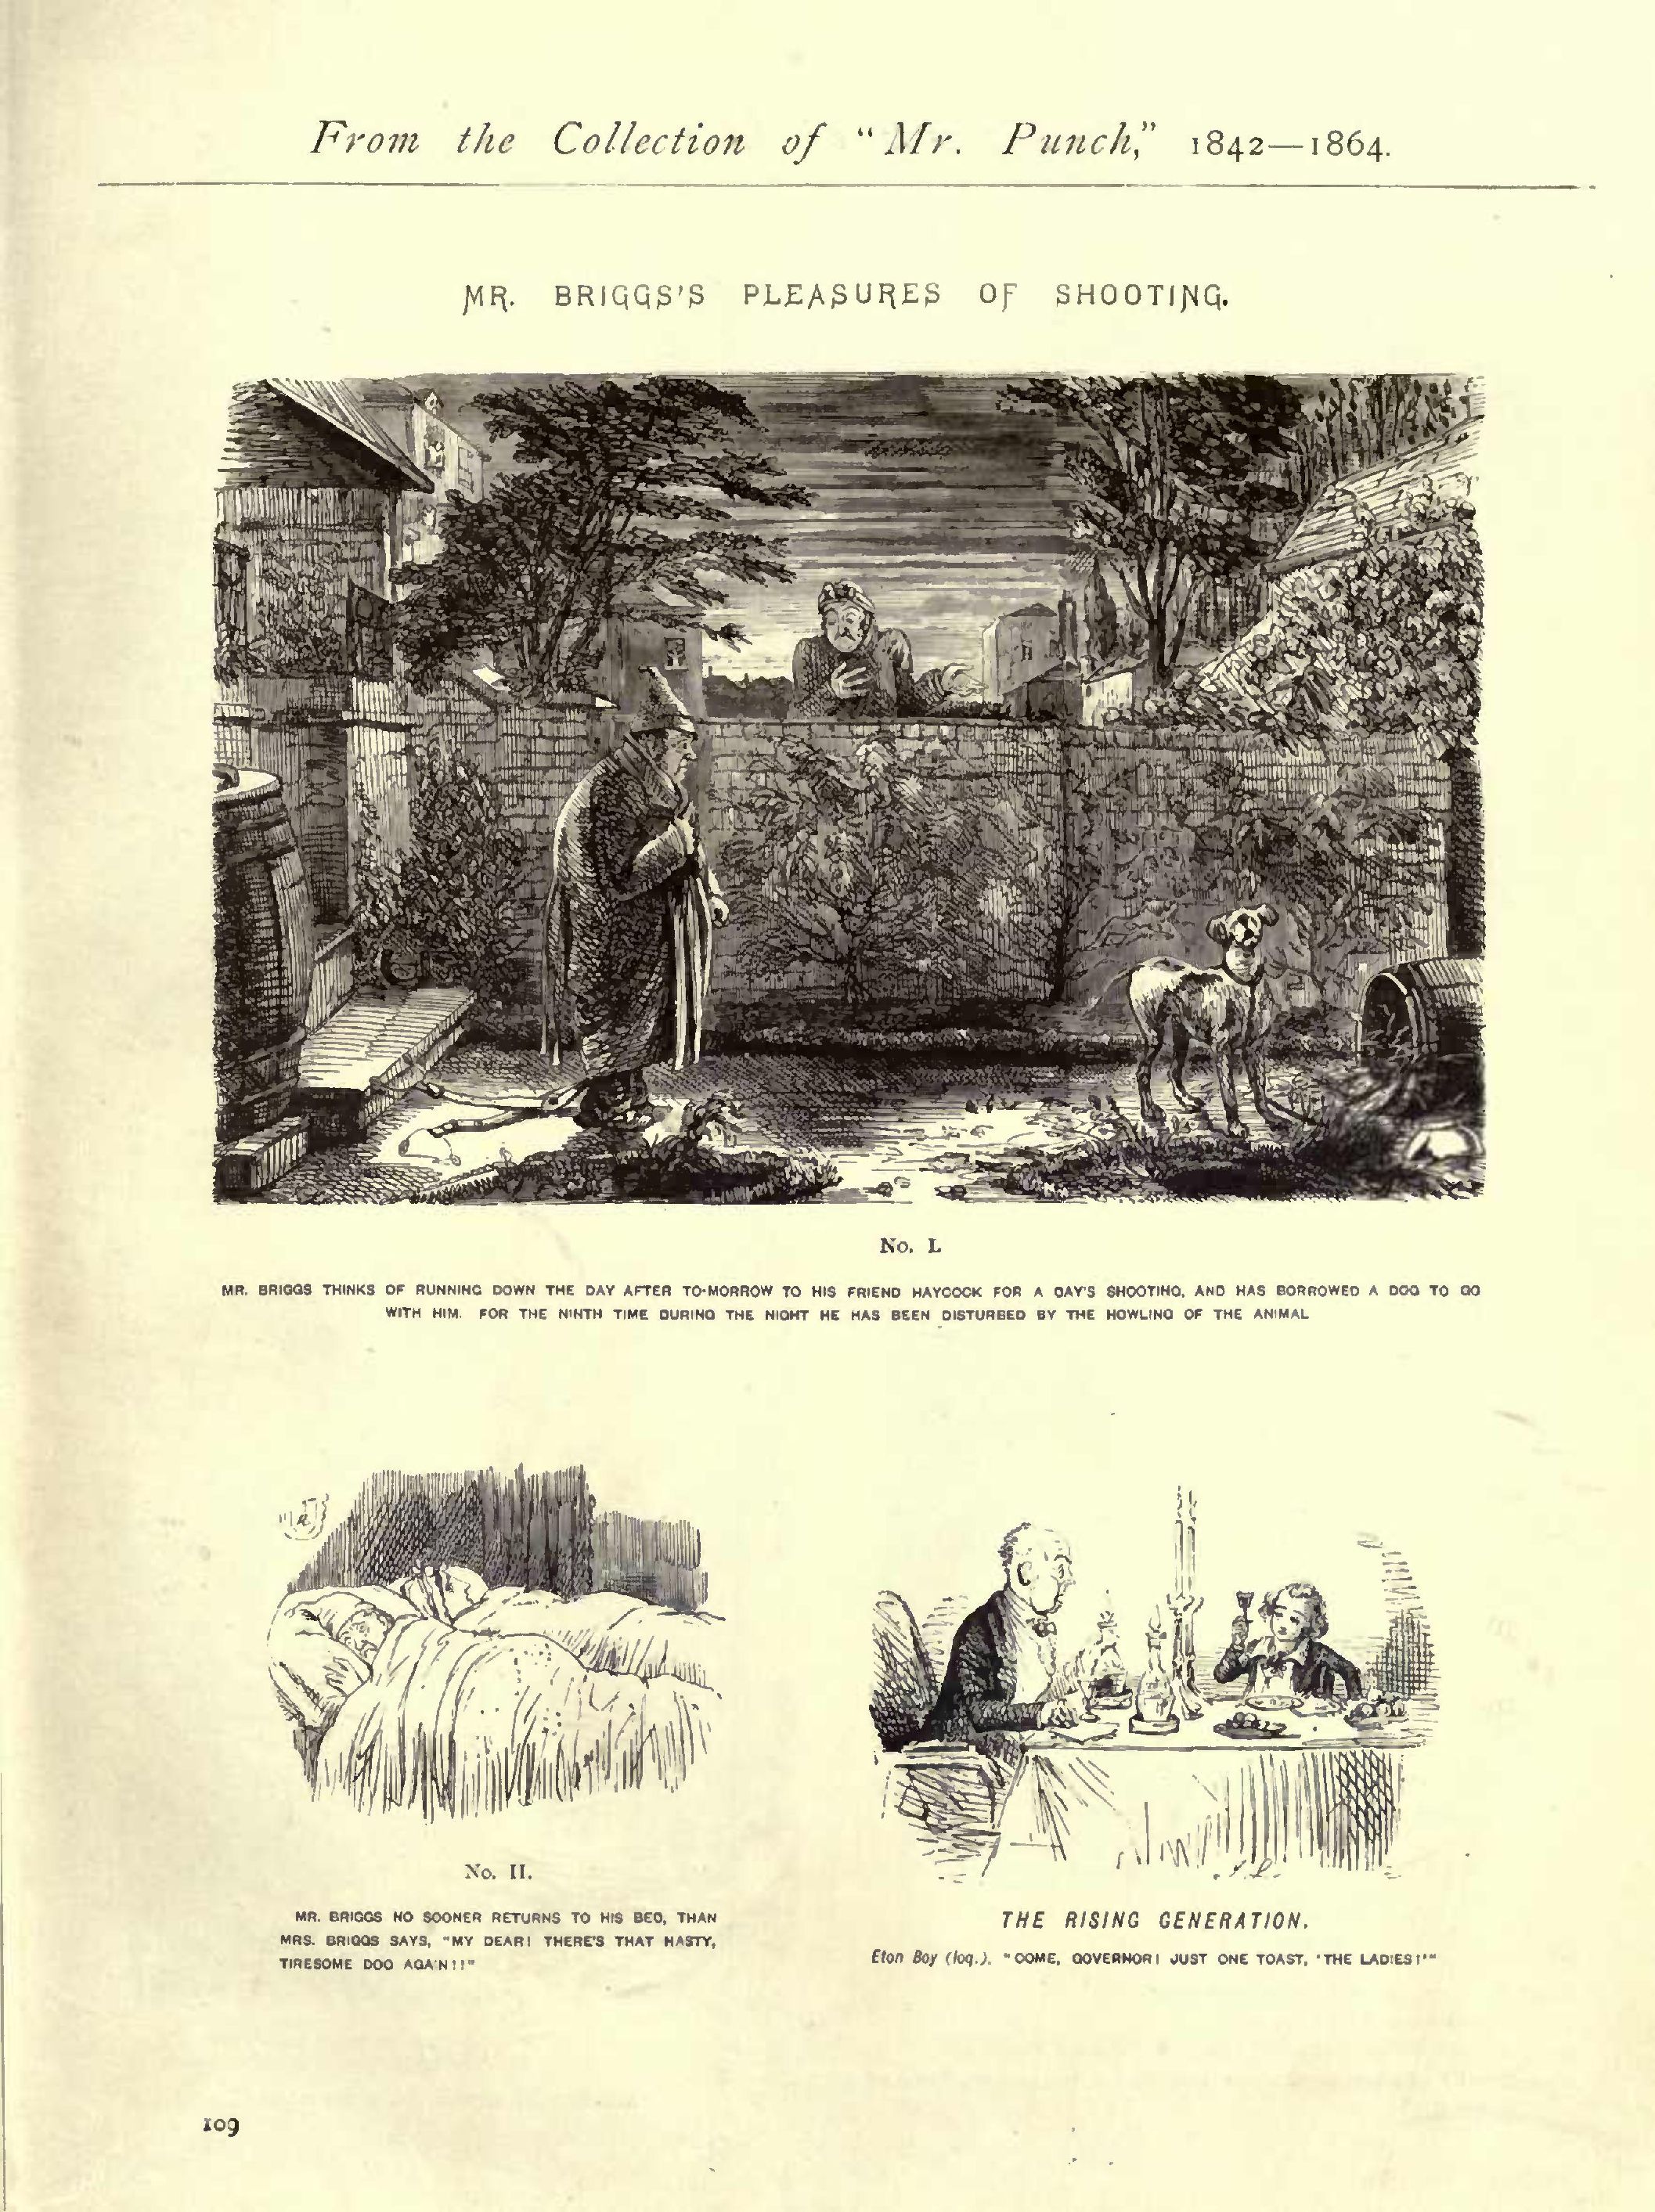 From the Collection of "Mr. Punch," 1842—1864.
MR. BRIGGS'S PLEASURES OF SHOOTING.
No. I.
MR. BRIGGS THINKS OF RUNNING DOWN THE DAY AFTER TO-MORROW TO HIS FRIEND HAYCOCK FOR A DAY'S SHOOTING, AND HAS BORROWED A DOG TO GO
WITH HIM. FOR THE NINTH TIME DURING THE NIGHT HE HAS BEEN DISTURBED BY THE HOWLING OF THE ANIMAL
No. II.
MR. BRIGGS NO SOONER RETURNS TO HIS BED, THAN
MRS. BRIGGS SAYS, "MY DEAR! THERE'S THAT NASTY,
TIRESOME DOG AGAIN!!"
J. L.
THE RISING GENERATION.
Eton Boy (loq.). "COME, GOVERNOR! JUST ONE TOAST, 'THE LADIES!'"
109